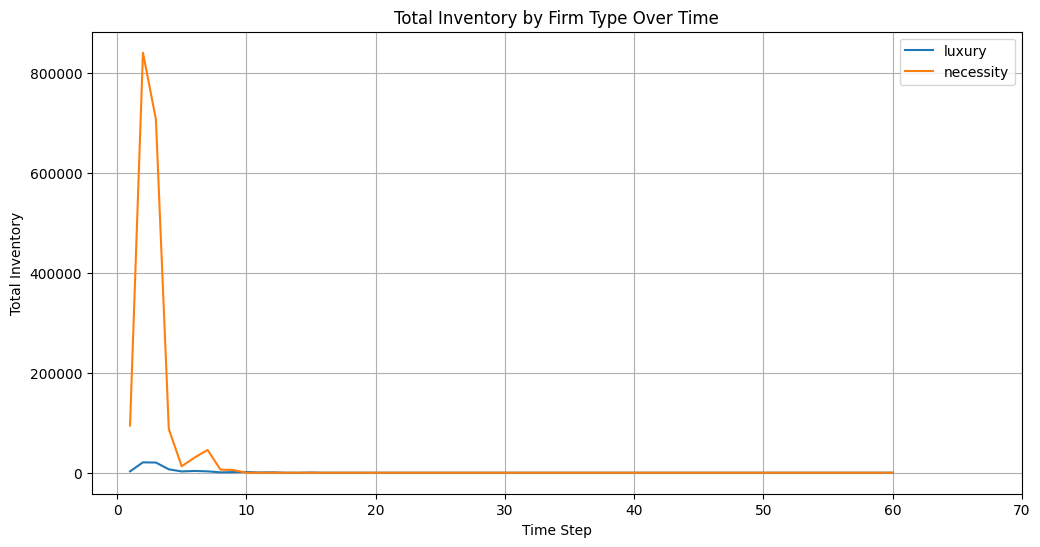 Total Inventory by Firm Type Over Time
luxury
necessity
800000
600000
400000
200000
0
Total Inventory
0 10 20 30 40 50 60 70
Time Step